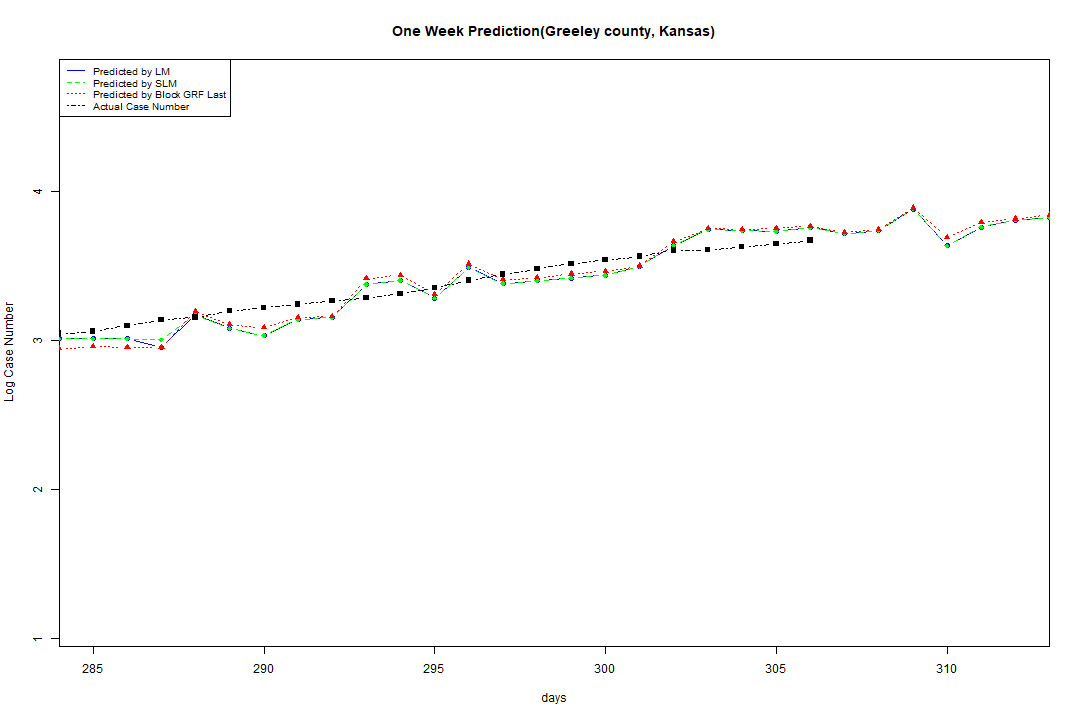 One Week Prediction(Greeley county, Kansas)
Predicted by LM
Predicted by SLM
Predicted by Block GRF Last
Actual Case Number
4
3
2
1
Log Case Number
285 290 295 300 305 310
days